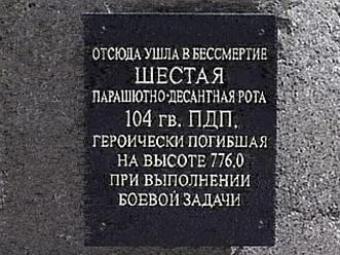 ОТСЮДА УШЛА В БЕССМЕРТИЕ
ШЕСТАЯ
ПАРАШЮТНО-ДЕСАНТНАЯ РОТА
104 гв. ПДП,
ГЕРОИЧЕСКИ ПОГИБШАЯ
НА ВЫСОТЕ 776,0
ПРИ ВЫПОЛНЕНИИ
БОЕВОЙ ЗАДАЧИ